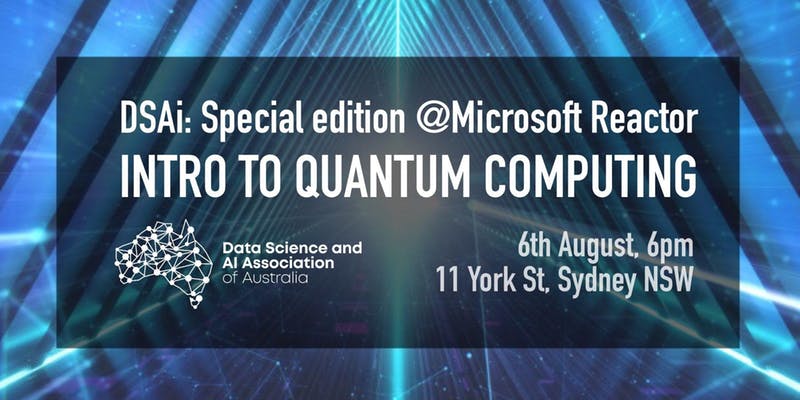 DSAi: Special edition @Microsoft Reactor
INTRO TO QUANTUM COMPUTING
Data Science and
AI Association
of Australia
6th August, 6pm
11 York St, Sydney NSW